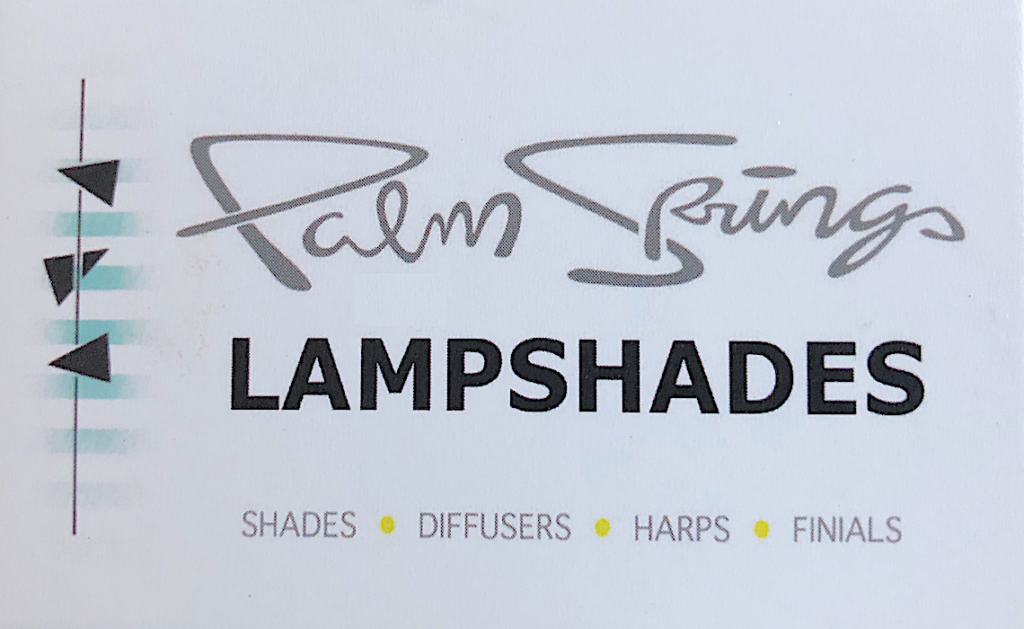 Palm Springs
LAMPSHADES
SHADES • DIFFUSERS • HARPS • FINIALS